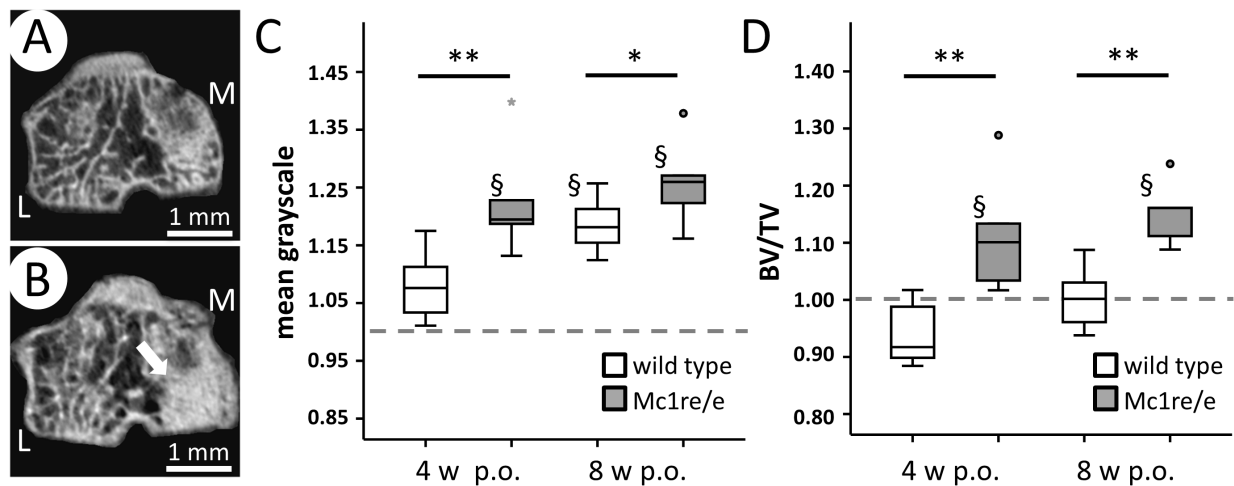 A
M
L
1 mm
B
M
L
1 mm
C
** *
mean grayscale
1.45
1.35
1.25
1.15
1.05
0.95
0.85
*
§
§
§
wild type
Mc1re/e
4 w p.o. 8 w p.o.
D
** **
BV/TV
1.40
1.30
1.20
1.10
1.00
0.90
0.80
§
§
wild type
Mc1re/e
4 w p.o. 8 w p.o.